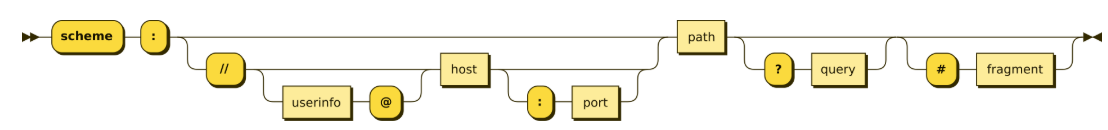 scheme : path
// host ? query # fragment
userinfo @ : port